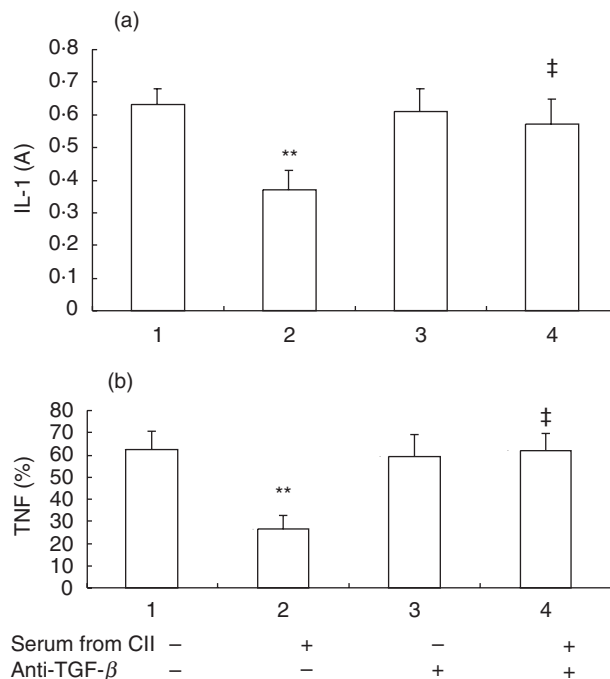 (a)
0·8
0·7
0·6
0·5
0·4
0·3
0·2
0·1
0
IL-1 (A)
**
‡
1 2 3 4
(b)
80
70
60
50
40
30
20
10
0
TNF (%)
**
‡
1 2 3 4
Serum from CII – + – +
Anti-TGF-β – – + +